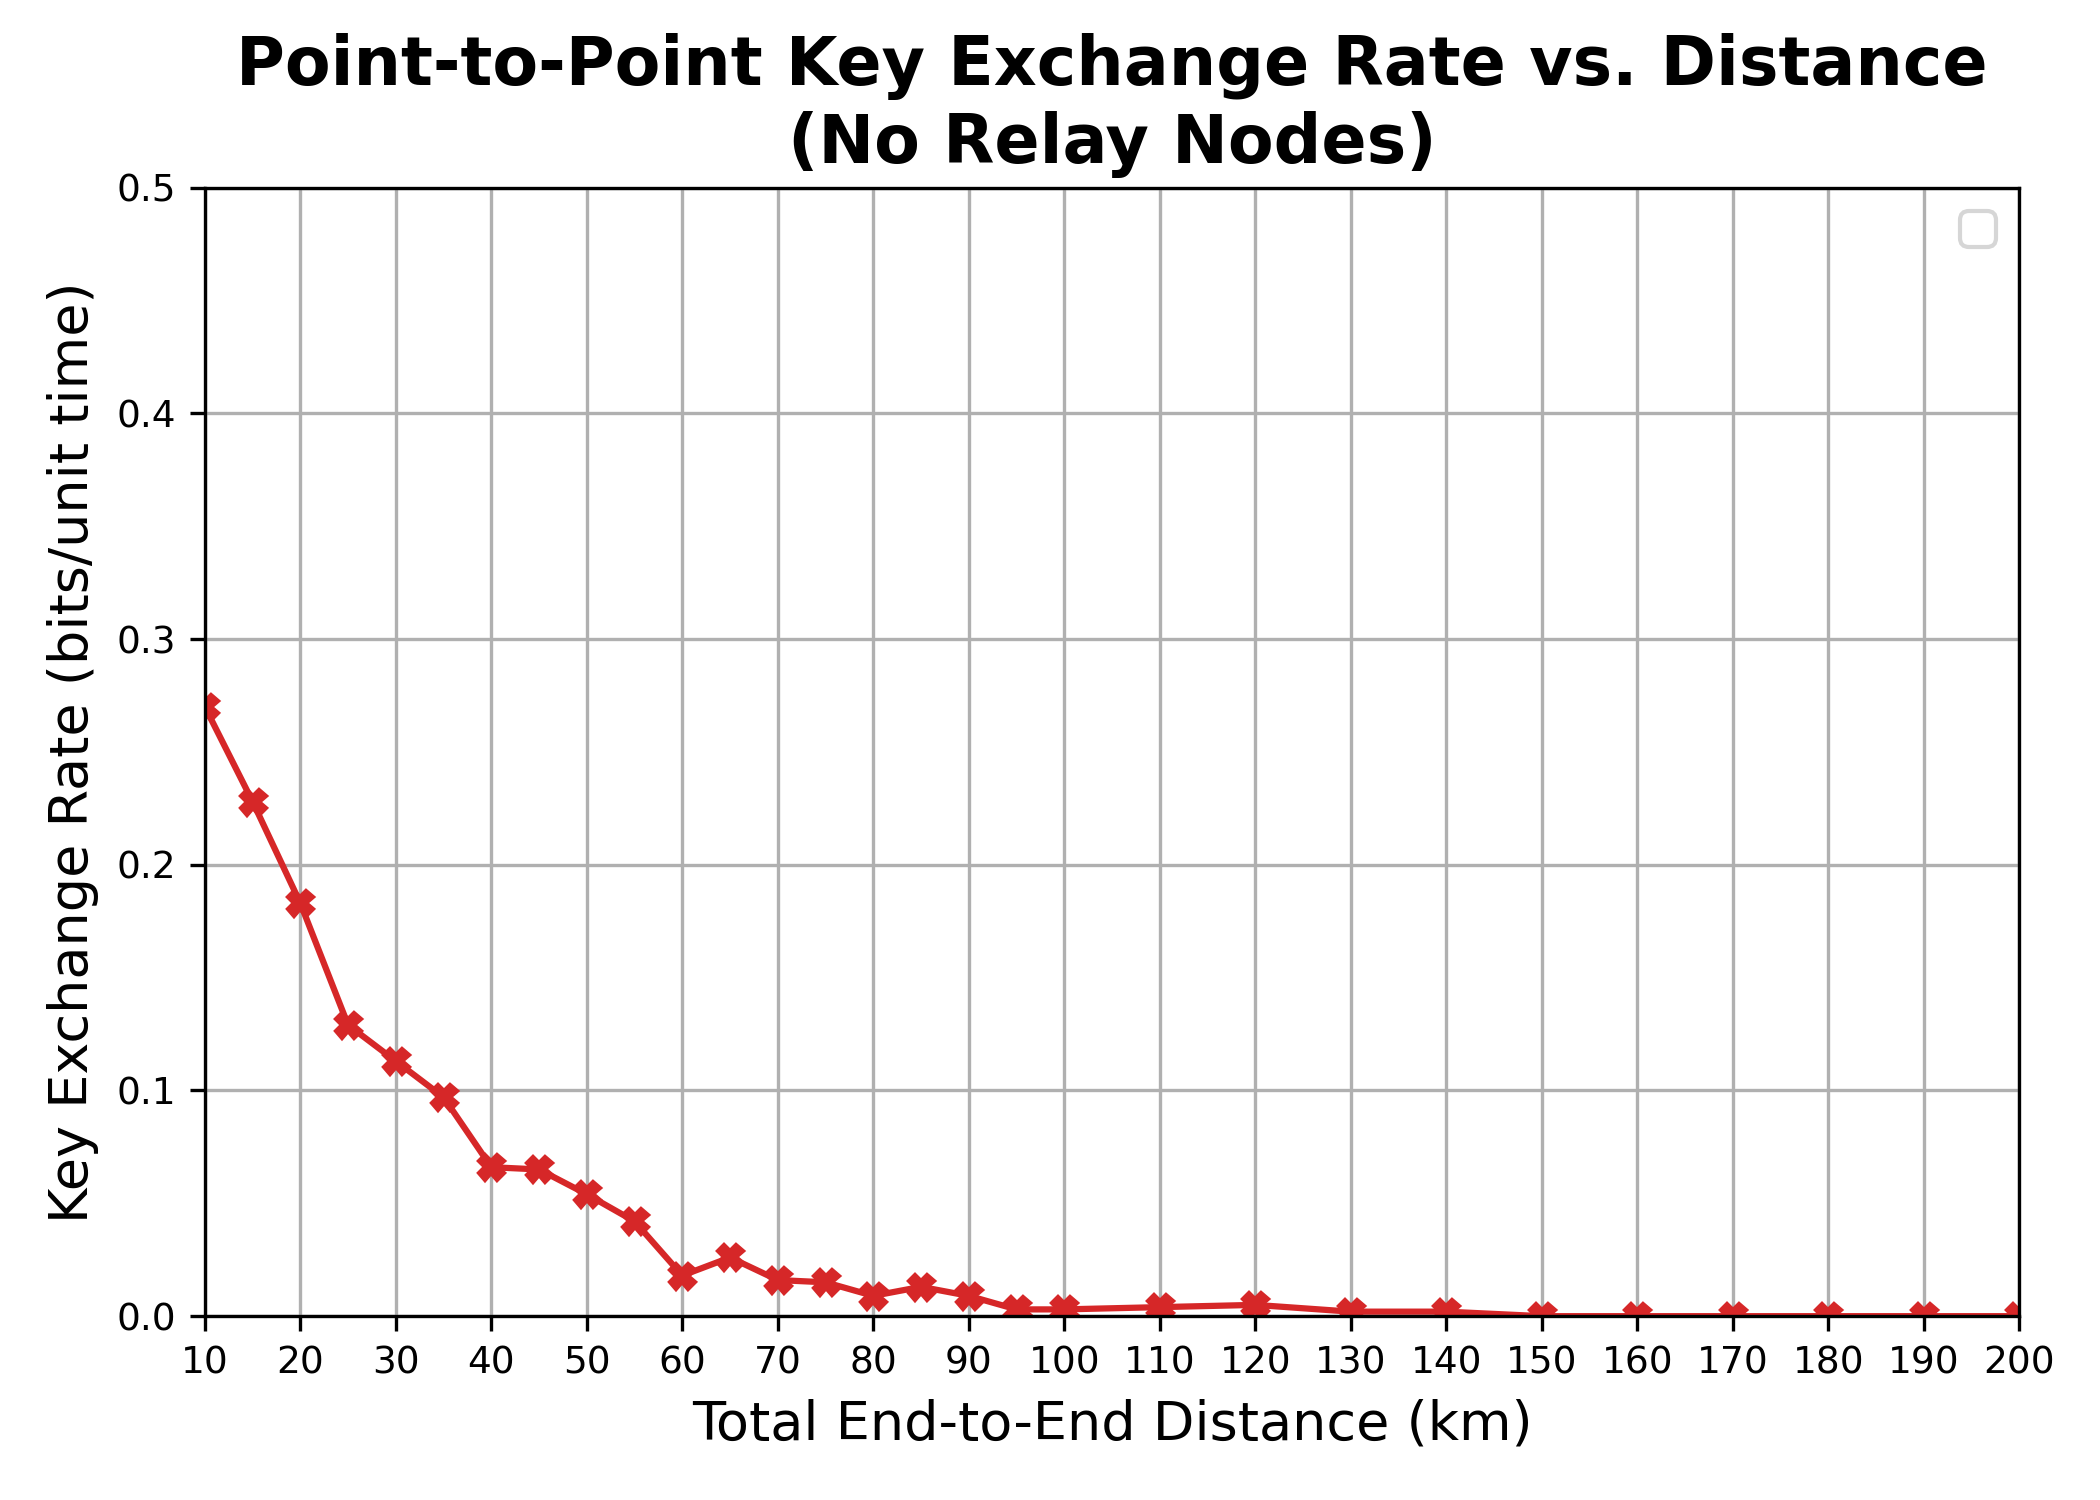 Point-to-Point Key Exchange Rate vs. Distance
(No Relay Nodes)
Key Exchange Rate (bits/unit time)
0.5
0.4
0.3
0.2
0.1
0.0
10 20 30 40 50 60 70 80 90 100 110 120 130 140 150 160 170 180 190 200
Total End-to-End Distance (km)